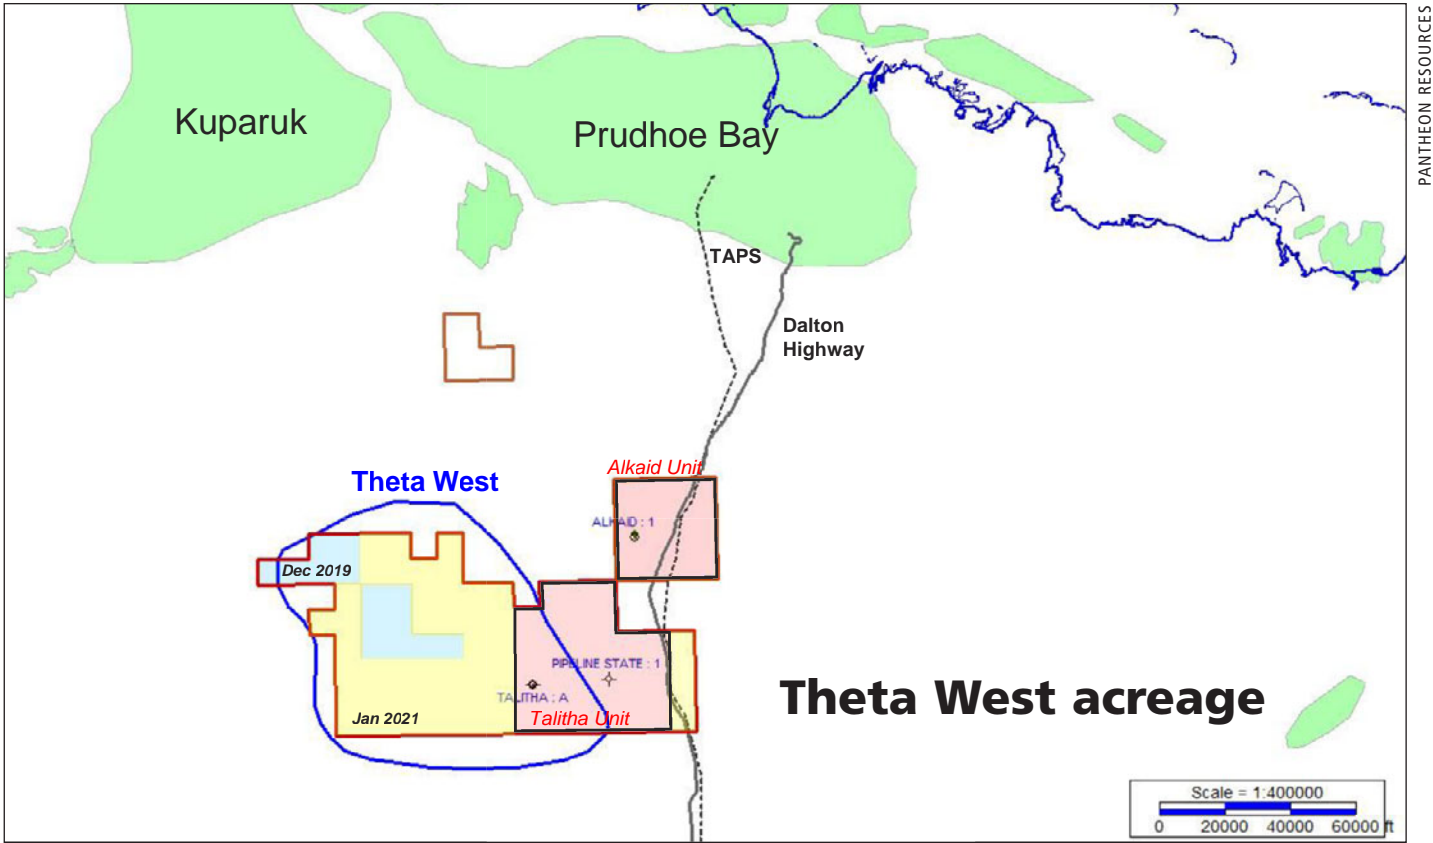 PANTHEON RESOURCES
Kuparuk
Prudhoe Bay
TAPS
Dalton
Highway
Theta West
Alkaid Unit
ALKAID : 1
Dec 2019
PIPELINE STATE : 1
TALITHA : A
Jan 2021
Talitha Unit
Theta West acreage
Scale = 1:400000
0 20000 40000 60000 ft